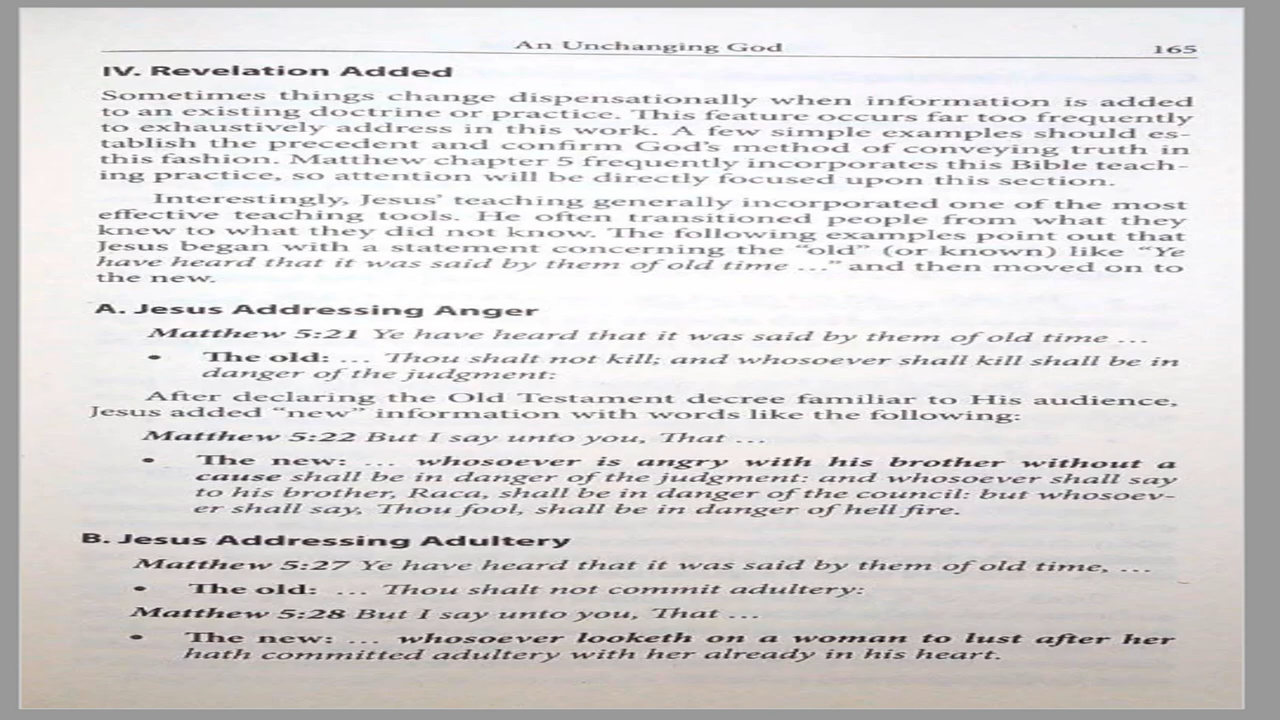 An Unchanging God 165
IV. Revelation Added
Sometimes things change dispensationally when information is added
to an existing doctrine or practice. This feature occurs far too frequently
to exhaustively address in this work. A few simple examples should es-
tablish the precedent and confirm God's method of conveying truth in
this fashion. Matthew chapter 5 frequently incorporates this Bible teach-
ing practice, so attention will be directly focused upon this section.
Interestingly, Jesus' teaching generally incorporated one of the most
effective teaching tools. He often transitioned people from what they
knew to what they did not know. The following examples point out that
Jesus began with a statement concerning the "old" (or known) like "Ye
have heard that it was said by them of old time ..." and then moved on to
the new.
A. Jesus Addressing Anger
Matthew 5:21 Ye have heard that it was said by them of old time ...
• The old: ... Thou shalt not kill; and whosoever shall kill shall be in
danger of the judgment:
After declaring the Old Testament decree familiar to His audience,
Jesus added "new" information with words like the following:
Matthew 5:22 But I say unto you, That ...
• The new: ... whosoever is angry with his brother without a
cause shall be in danger of the judgment: and whosoever shall say
to his brother, Raca, shall be in danger of the council: but whosoev-
er shall say, Thou fool, shall be in danger of hell fire.
B. Jesus Addressing Adultery
Matthew 5:27 Ye have heard that it was said by them of old time, ...
• The old: ... Thou shalt not commit adultery:
Matthew 5:28 But I say unto you, That ...
• The new: ... whosoever looketh on a woman to lust after her
hath committed adultery with her already in his heart.